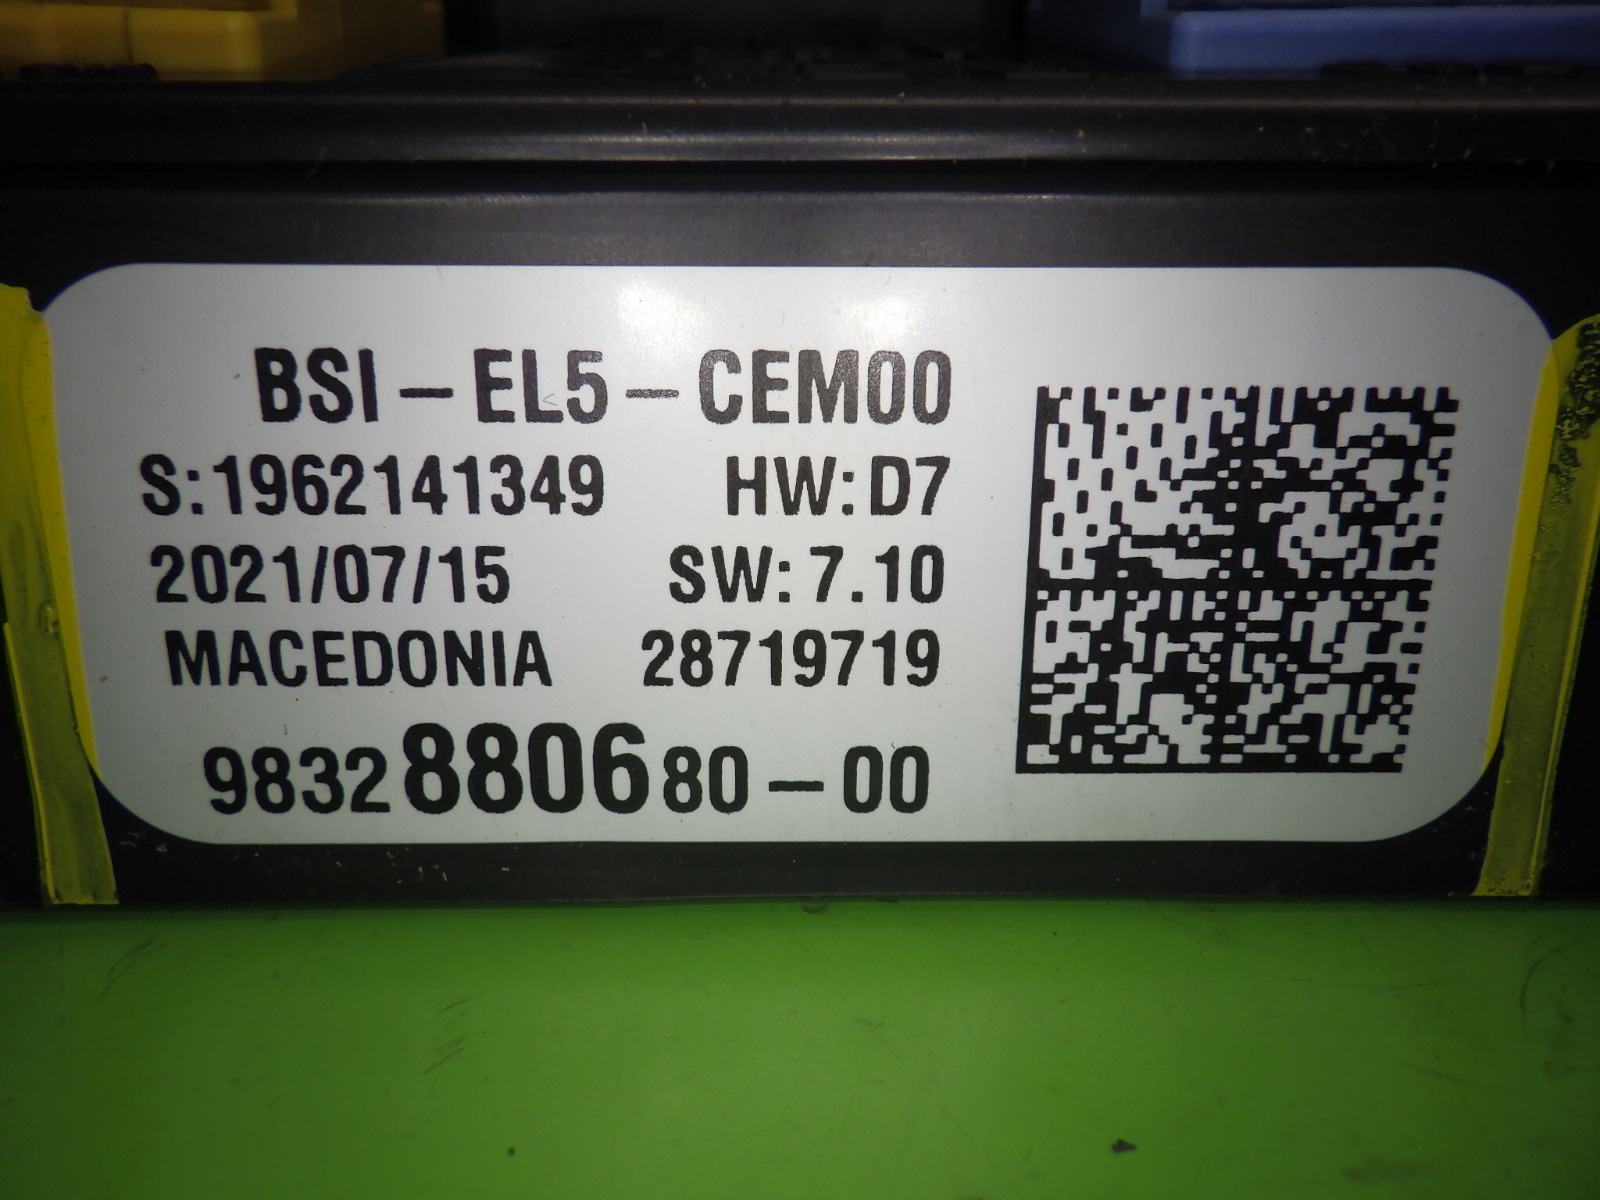 BSI - EL5 - CEM00
S:1962141349 HW:D7
2021/07/15 SW:7.10
MACEDONIA 28719719
9832880680-00